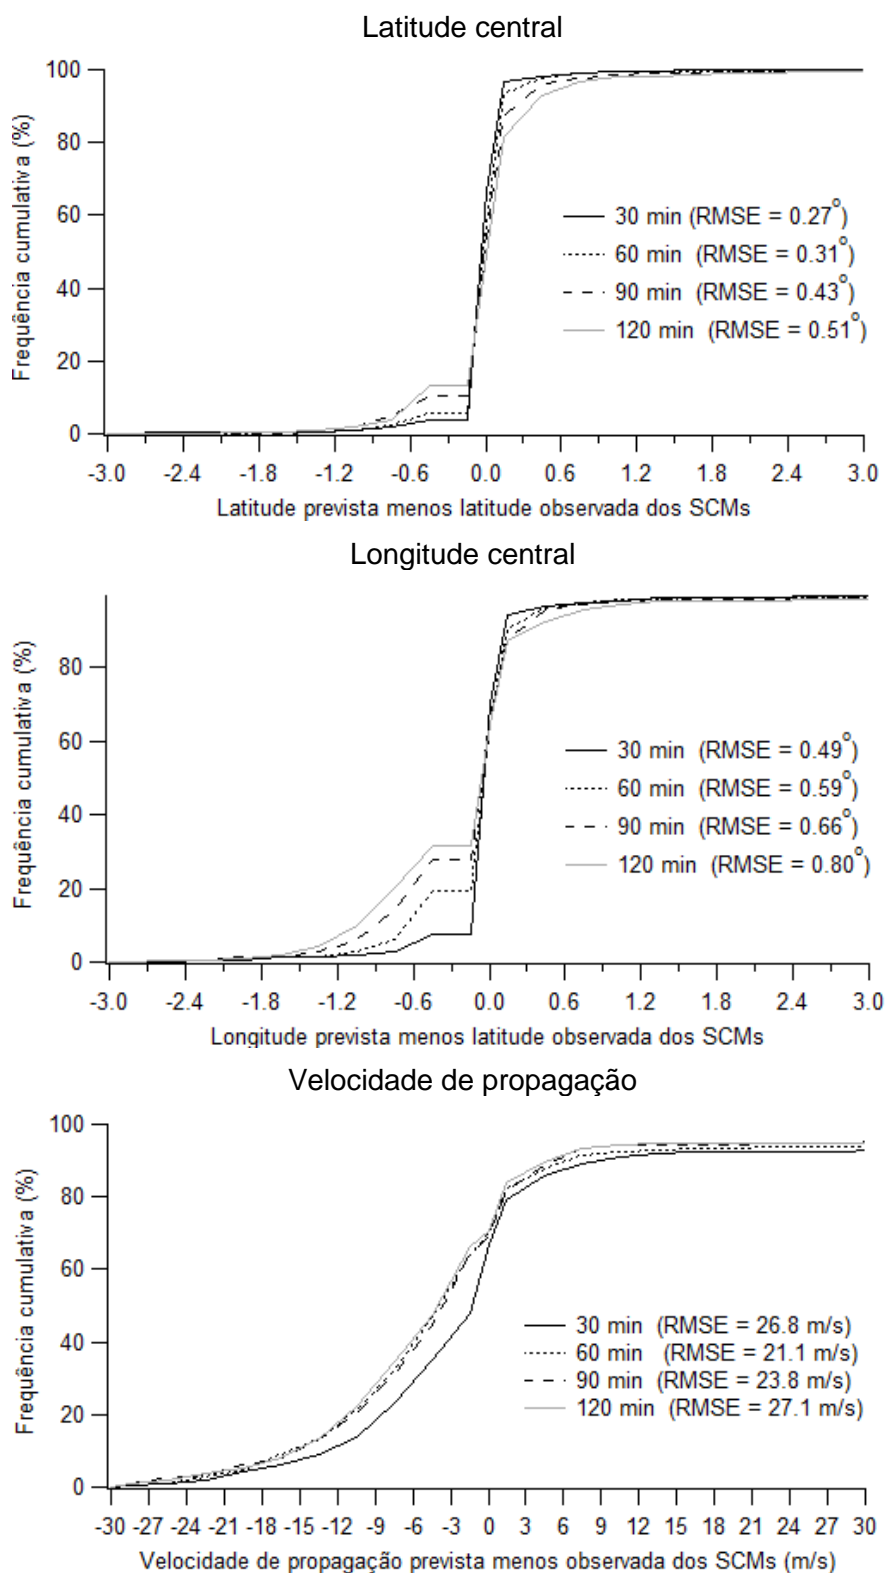 Latitude central
100
80
60
40
20
0
Frequência cumulativa (%)
30 min (RMSE = 0.27°)
60 min (RMSE = 0.31°)
90 min (RMSE = 0.43°)
120 min (RMSE = 0.51°)
-3.0 -2.4 -1.8 -1.2 -0.6 0.0 0.6 1.2 1.8 2.4 3.0
Latitude prevista menos latitude observada dos SCMs
Longitude central
80
60
40
20
0
Frequência cumulativa (%)
30 min (RMSE = 0.49°)
60 min (RMSE = 0.59°)
90 min (RMSE = 0.66°)
120 min (RMSE = 0.80°)
-3.0 -2.4 -1.8 -1.2 -0.6 0.0 0.6 1.2 1.8 2.4 3.0
Longitude prevista menos latitude observada dos SCMs
Velocidade de propagação
100
80
60
40
20
0
Frequência cumulativa (%)
30 min (RMSE = 26.8 m/s)
60 min (RMSE = 21.1 m/s)
90 min (RMSE = 23.8 m/s)
120 min (RMSE = 27.1 m/s)
-30 -27 -24 -21 -18 -15 -12 -9 -6 -3 0 3 6 9 12 15 18 21 24 27 30
Velocidade de propagação prevista menos observada dos SCMs (m/s)